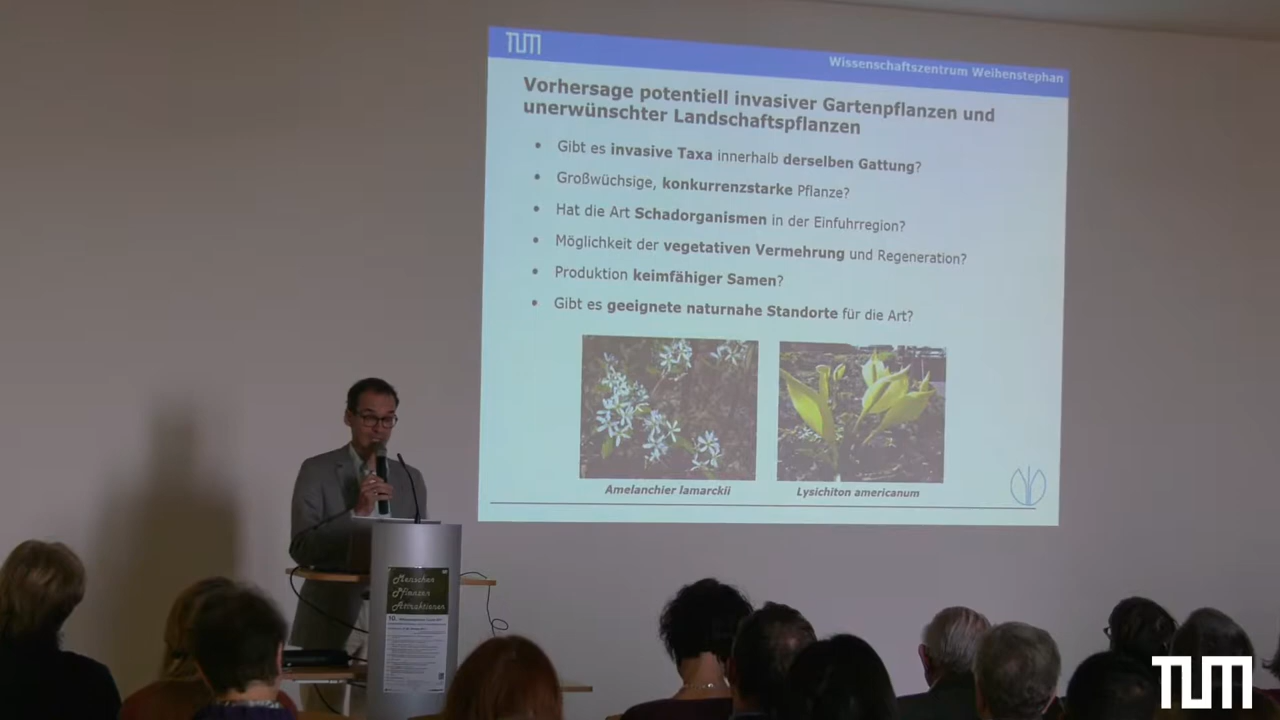 TUM
Wissenschaftszentrum Weihenstephan
Vorhersage potentiell invasiver Gartenpflanzen und
unerwünschter Landschaftspflanzen
• Gibt es invasive Taxa innerhalb derselben Gattung?
• Großwüchsige, konkurrenzstarke Pflanze?
• Hat die Art Schadorganismen in der Einfuhrregion?
• Möglichkeit der vegetativen Vermehrung und Regeneration?
• Produktion keimfähiger Samen?
• Gibt es geeignete naturnahe Standorte für die Art?
Amelanchier lamarckii
Lysichiton americanum
Menschen
Pflanzen
Attraktionen
TUM